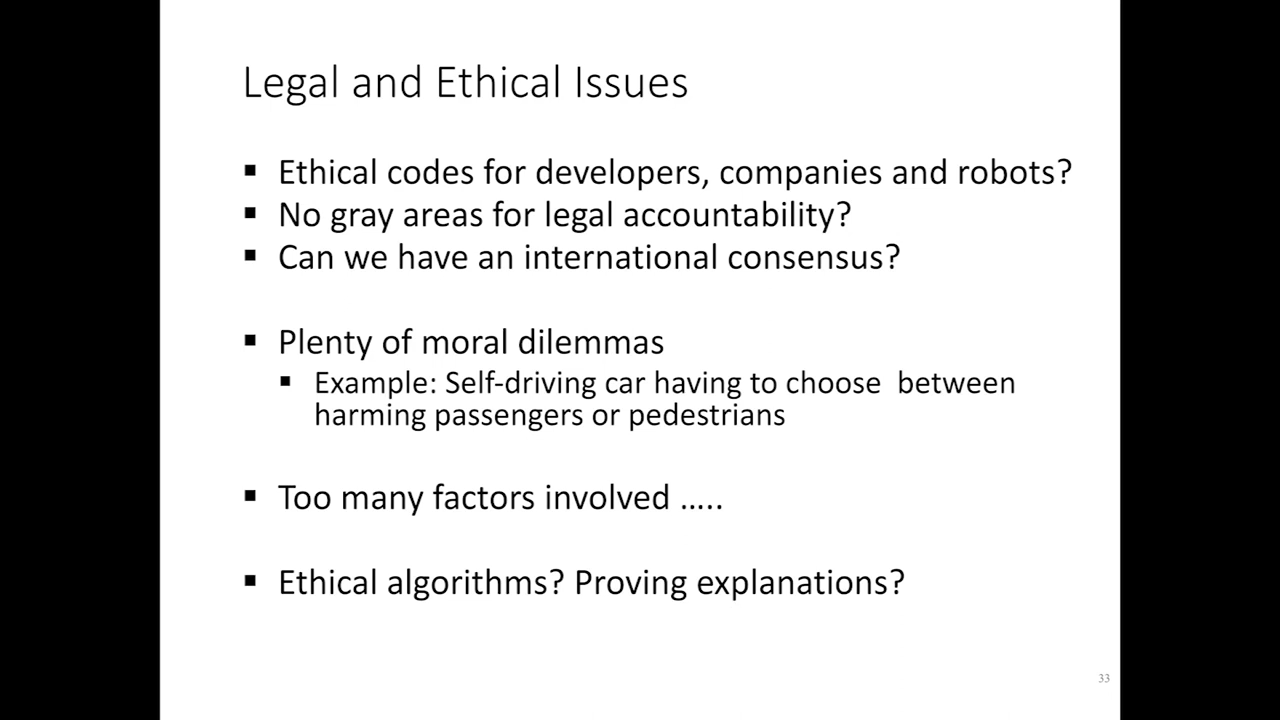 Legal and Ethical Issues
▪ Ethical codes for developers, companies and robots?
▪ No gray areas for legal accountability?
▪ Can we have an international consensus?
▪ Plenty of moral dilemmas
▪ Example: Self-driving car having to choose  between
harming passengers or pedestrians
▪ Too many factors involved …..
▪ Ethical algorithms? Proving explanations?
33